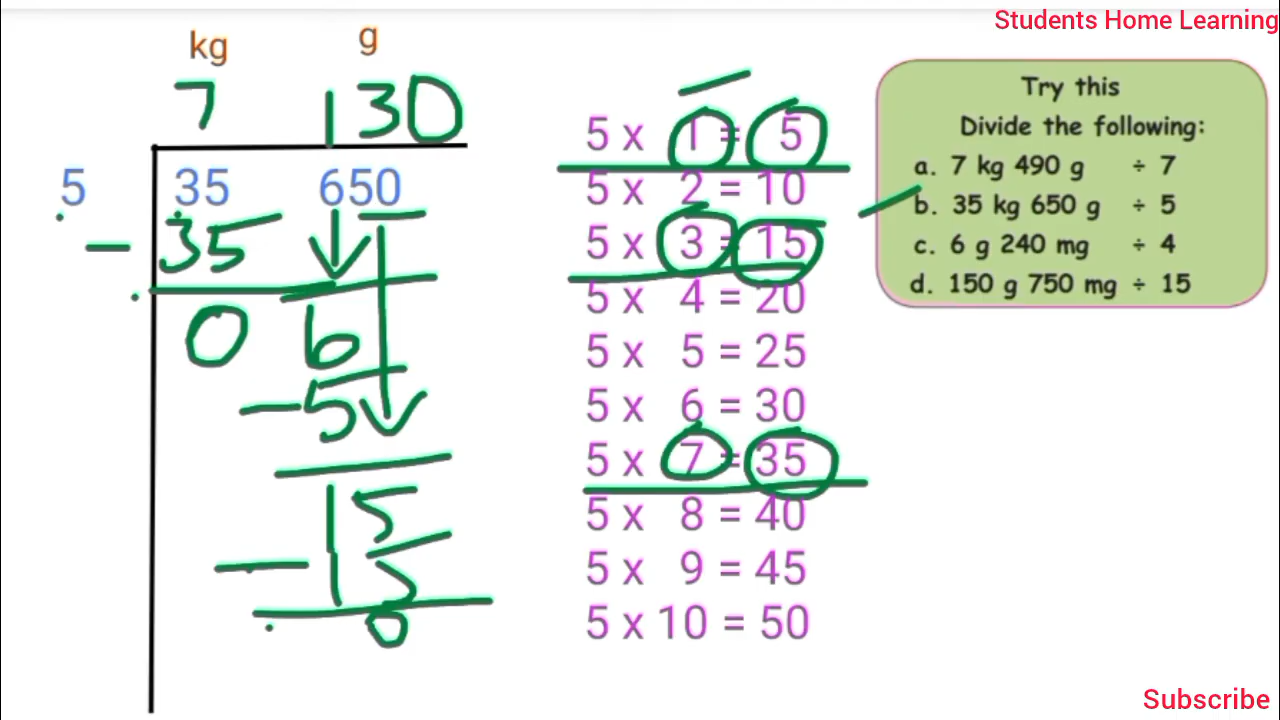 Students Home Learning
kg g
7 130
5 35 650
- 35
0 6
- 5
15
- 15
0
5 x 1 = 5
5 x 2 = 10
5 x 3 = 15
5 x 4 = 20
5 x 5 = 25
5 x 6 = 30
5 x 7 = 35
5 x 8 = 40
5 x 9 = 45
5 x 10 = 50
Try this
Divide the following:
a. 7 kg 490 g ÷ 7
b. 35 kg 650 g ÷ 5
c. 6 g 240 mg ÷ 4
d. 150 g 750 mg ÷ 15
Subscribe